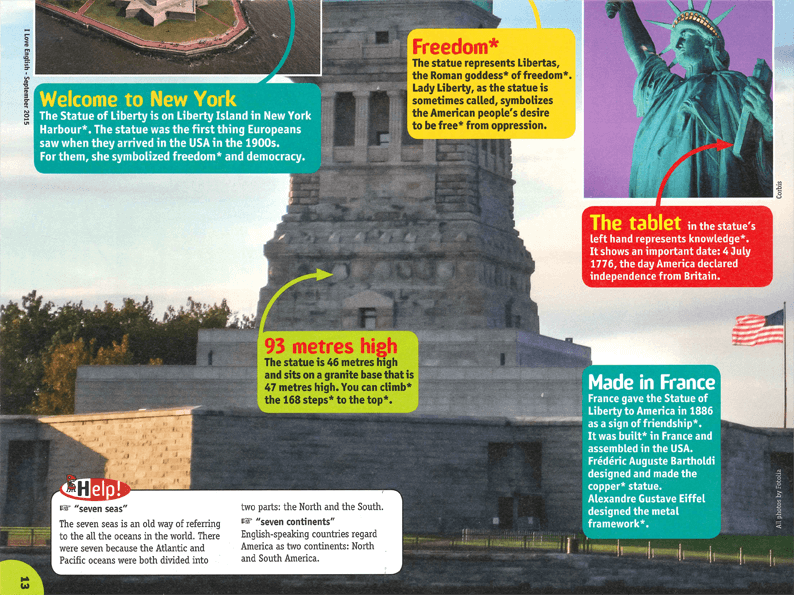 I Love English - September 2015
Welcome to New York
The Statue of Liberty is on Liberty Island in New York
Harbour*. The statue was the first thing Europeans
saw when they arrived in the USA in the 1900s.
For them, she symbolized freedom* and democracy.
Freedom*
The statue represents Libertas,
the Roman goddess* of freedom*.
Lady Liberty, as the statue is
sometimes called, symbolizes
the American people's desire
to be free* from oppression.
Corbis
The tablet in the statue's
left hand represents knowledge*.
It shows an important date: 4 July
1776, the day America declared
independence from Britain.
93 metres high
The statue is 46 metres high
and sits on a granite base that is
47 metres high. You can climb*
the 168 steps* to the top*.
Made in France
France gave the Statue of
Liberty to America in 1886
as a sign of friendship*.
It was built* in France and
assembled in the USA.
Frédéric Auguste Bartholdi
designed and made the
copper* statue.
Alexandre Gustave Eiffel
designed the metal
framework*.
All photos by Fotolia
Help!
☞ "seven seas"
The seven seas is an old way of referring
to the all the oceans in the world. There
were seven because the Atlantic and
Pacific oceans were both divided into
two parts: the North and the South.
☞ "seven continents"
English-speaking countries regard
America as two continents: North
and South America.
13